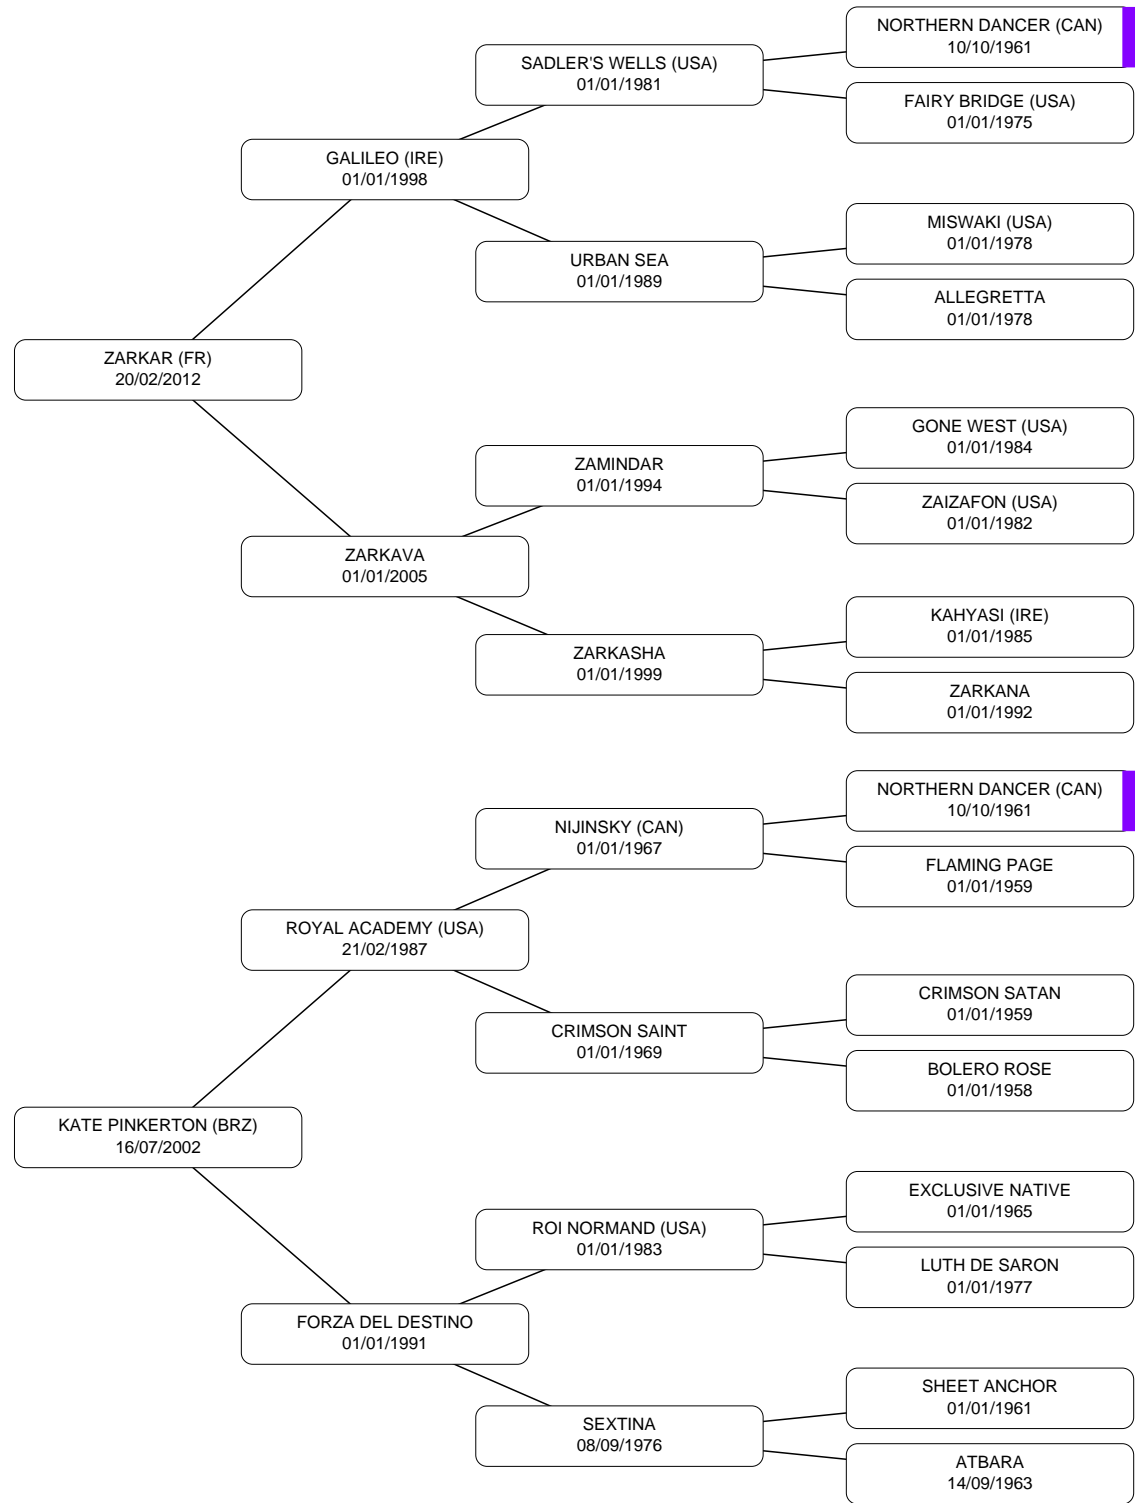 NORTHERN DANCER (CAN)
10/10/1961
SADLER'S WELLS (USA)
01/01/1981
FAIRY BRIDGE (USA)
01/01/1975
GALILEO (IRE)
01/01/1998
MISWAKI (USA)
01/01/1978
URBAN SEA
01/01/1989
ALLEGRETTA
01/01/1978
ZARKAR (FR)
20/02/2012
GONE WEST (USA)
01/01/1984
ZAMINDAR
01/01/1994
ZAIZAFON (USA)
01/01/1982
ZARKAVA
01/01/2005
KAHYASI (IRE)
01/01/1985
ZARKASHA
01/01/1999
ZARKANA
01/01/1992
NORTHERN DANCER (CAN)
10/10/1961
NIJINSKY (CAN)
01/01/1967
FLAMING PAGE
01/01/1959
ROYAL ACADEMY (USA)
21/02/1987
CRIMSON SATAN
01/01/1959
CRIMSON SAINT
01/01/1969
BOLERO ROSE
01/01/1958
KATE PINKERTON (BRZ)
16/07/2002
EXCLUSIVE NATIVE
01/01/1965
ROI NORMAND (USA)
01/01/1983
LUTH DE SARON
01/01/1977
FORZA DEL DESTINO
01/01/1991
SHEET ANCHOR
01/01/1961
SEXTINA
08/09/1976
ATBARA
14/09/1963